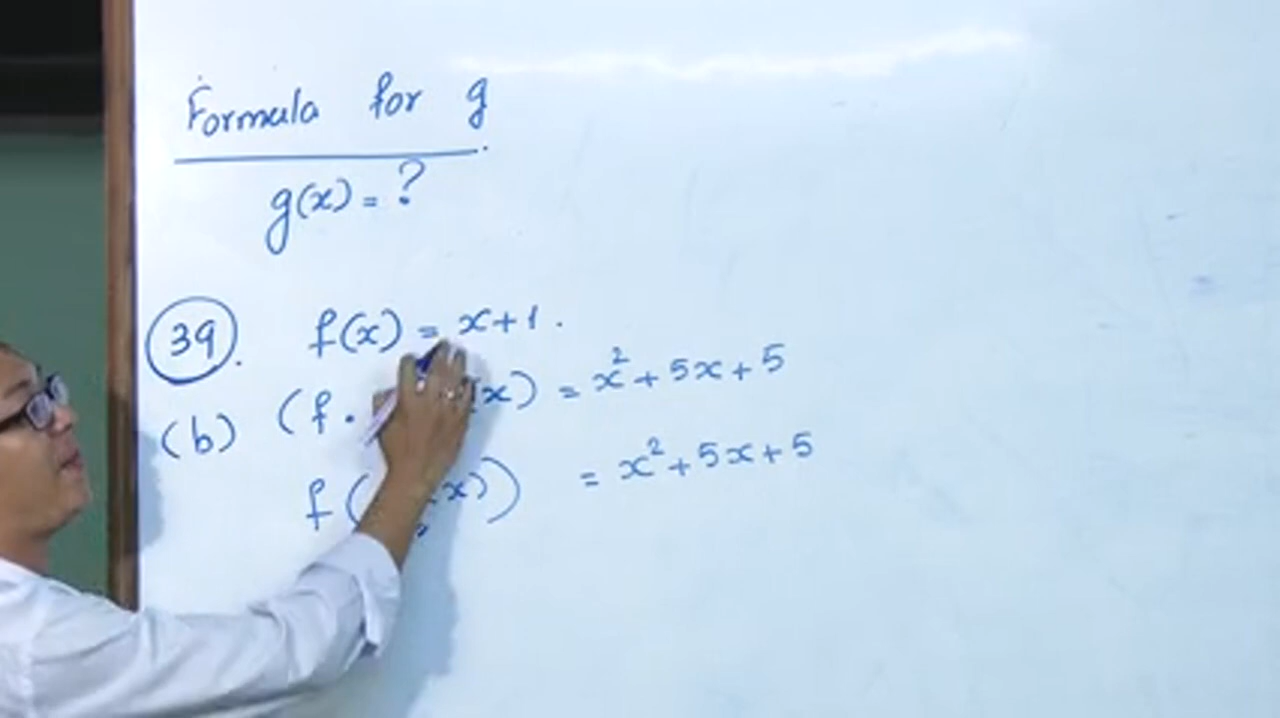 Formula for g
g(x) = ?
39. f(x) = x+1.
(b) (f. (x) = x² + 5x + 5
f( x)) = x² + 5x + 5